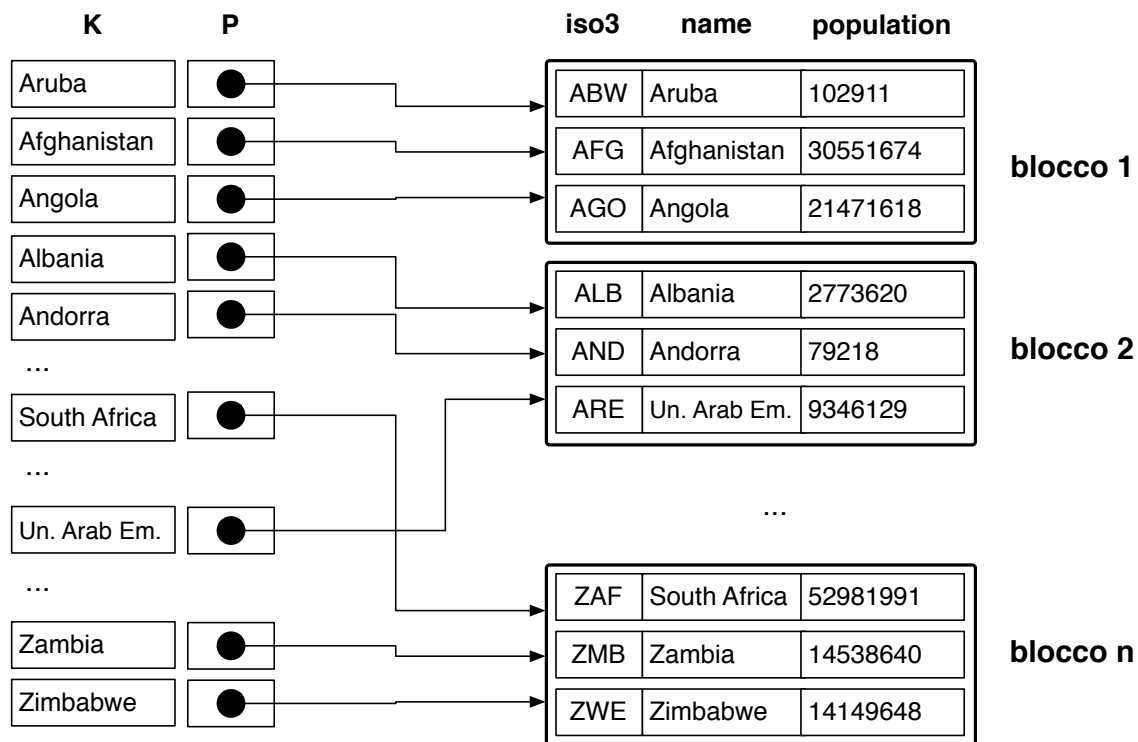 K P iso3 name population
Aruba
Afghanistan
Angola
Albania
Andorra
...
South Africa
...
Un. Arab Em.
...
Zambia
Zimbabwe
ABW Aruba 102911
AFG Afghanistan 30551674
AGO Angola 21471618
blocco 1
ALB Albania 2773620
AND Andorra 79218
ARE Un. Arab Em. 9346129
blocco 2
...
ZAF South Africa 52981991
ZMB Zambia 14538640
ZWE Zimbabwe 14149648
blocco n